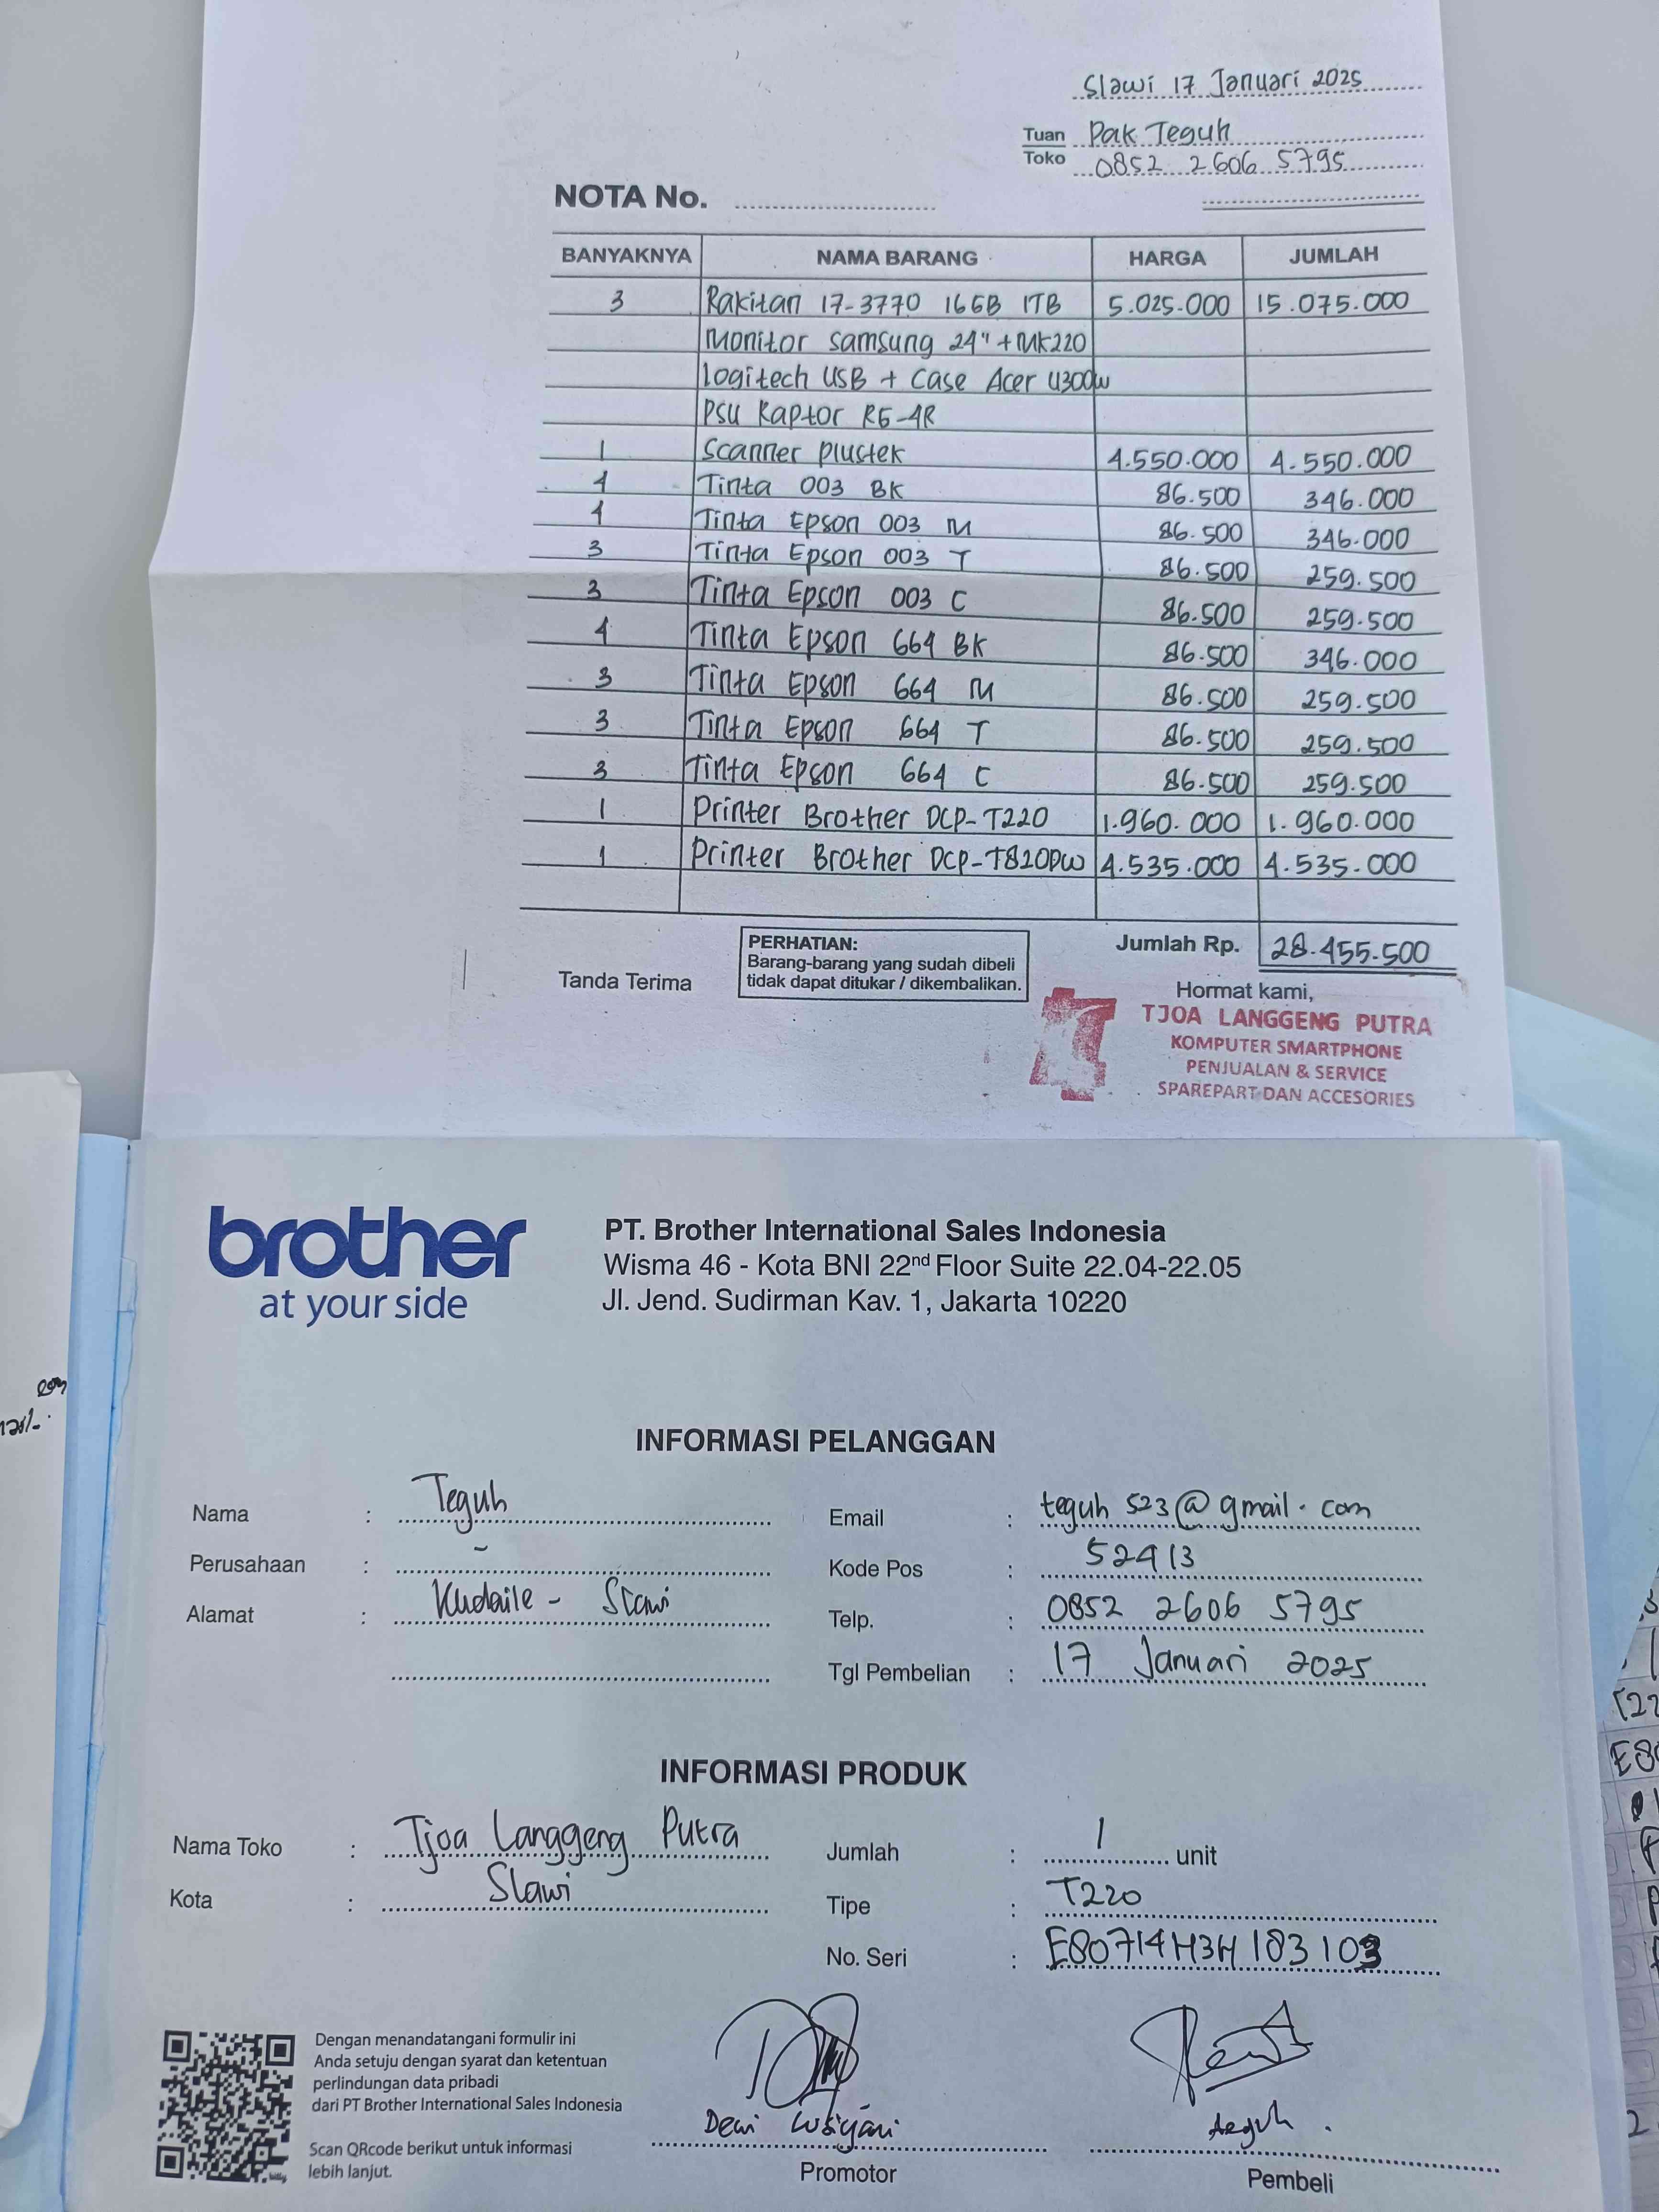 Slawi 17 Januari 2025
Tuan Pak Teguh
Toko 0852 2606 5795
NOTA No.
BANYAKNYA NAMA BARANG HARGA JUMLAH
3 Rakitan i7-3770 16GB 1TB 5.025.000 15.075.000
Monitor Samsung 24" + MK220
Logitech USB + Case Acer U300W
PSU Raptor RG-4R
1 Scanner plustek 4.550.000 4.550.000
4 Tinta 003 BK 86.500 346.000
4 Tinta Epson 003 M 86.500 346.000
3 Tinta Epson 003 T 86.500 259.500
3 Tinta Epson 003 C 86.500 259.500
4 Tinta Epson 664 BK 86.500 346.000
3 Tinta Epson 664 M 86.500 259.500
3 Tinta Epson 664 T 86.500 259.500
3 Tinta Epson 664 C 86.500 259.500
1 Printer Brother DCP-T220 1.960.000 1.960.000
1 Printer Brother DCP-T820DW 4.535.000 4.535.000
Jumlah Rp. 28.455.500
Tanda Terima
PERHATIAN:
Barang-barang yang sudah dibeli
tidak dapat ditukar / dikembalikan.
Hormat kami,
TJOA LANGGENG PUTRA
KOMPUTER SMARTPHONE
PENJUALAN & SERVICE
SPAREPART DAN ACCESORIES
brother
at your side
PT. Brother International Sales Indonesia
Wisma 46 - Kota BNI 22nd Floor Suite 22.04-22.05
Jl. Jend. Sudirman Kav. 1, Jakarta 10220
INFORMASI PELANGGAN
Nama : Teguh
Perusahaan : -
Alamat : Kudaile - Slawi
Email : teguh523@gmail.com
Kode Pos : 52413
Telp. : 0852 2606 5795
Tgl Pembelian : 17 Januari 2025
INFORMASI PRODUK
Nama Toko : Tjoa Langgeng Putra
Kota : Slawi
Jumlah : 1 unit
Tipe : T220
No. Seri : E80714H3H183103
Dengan menandatangani formulir ini
Anda setuju dengan syarat dan ketentuan
perlindungan data pribadi
dari PT Brother International Sales Indonesia
Scan QRcode berikut untuk informasi
lebih lanjut.
Dewi
Promotor
Teguh
Pembeli